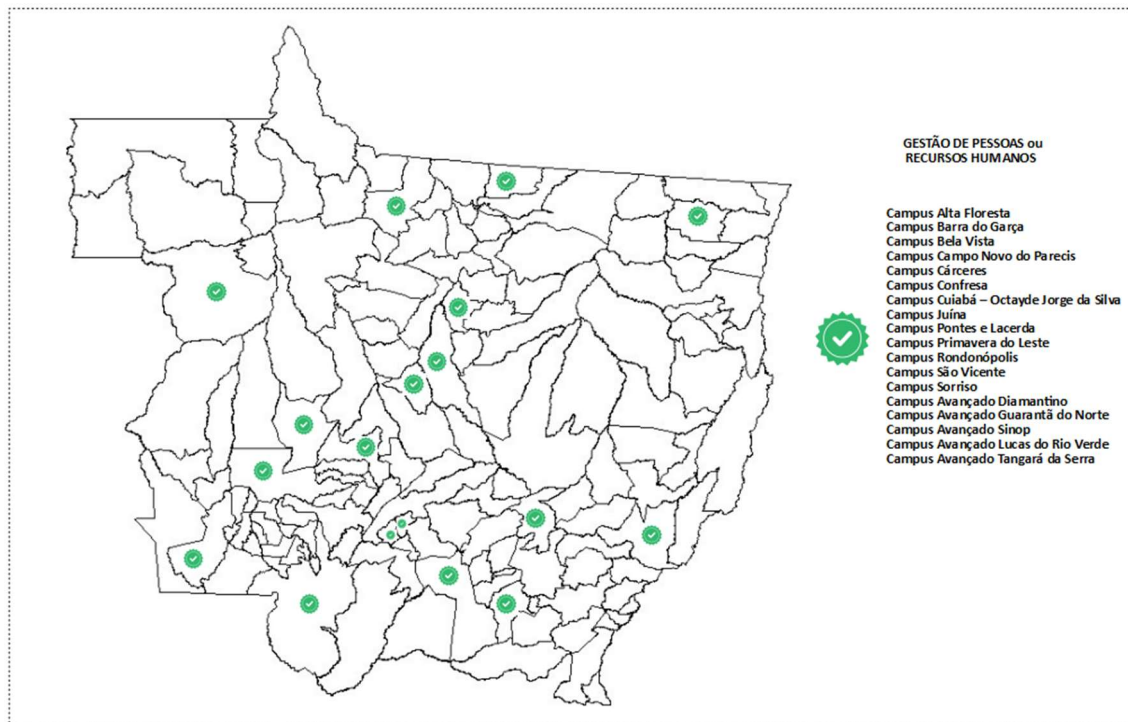 GESTÃO DE PESSOAS ou
RECURSOS HUMANOS
Campus Alta Floresta
Campus Barra do Garça
Campus Bela Vista
Campus Campo Novo do Parecis
Campus Cárceres
Campus Confresa
Campus Cuiabá – Octayde Jorge da Silva
Campus Juína
Campus Pontes e Lacerda
Campus Primavera do Leste
Campus Rondonópolis
Campus São Vicente
Campus Sorriso
Campus Avançado Diamantino
Campus Avançado Guarantã do Norte
Campus Avançado Sinop
Campus Avançado Lucas do Rio Verde
Campus Avançado Tangará da Serra